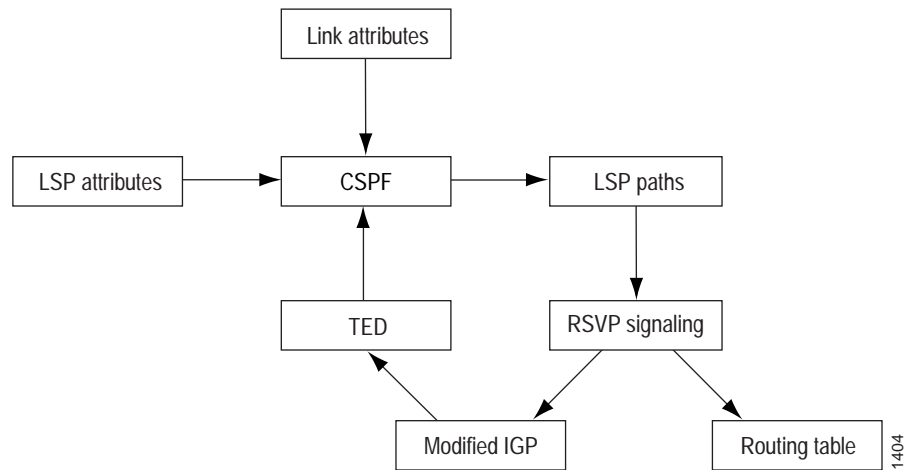 Link attributes
LSP attributes
CSPF
LSP paths
TED
RSVP signaling
Modified IGP
Routing table
1404